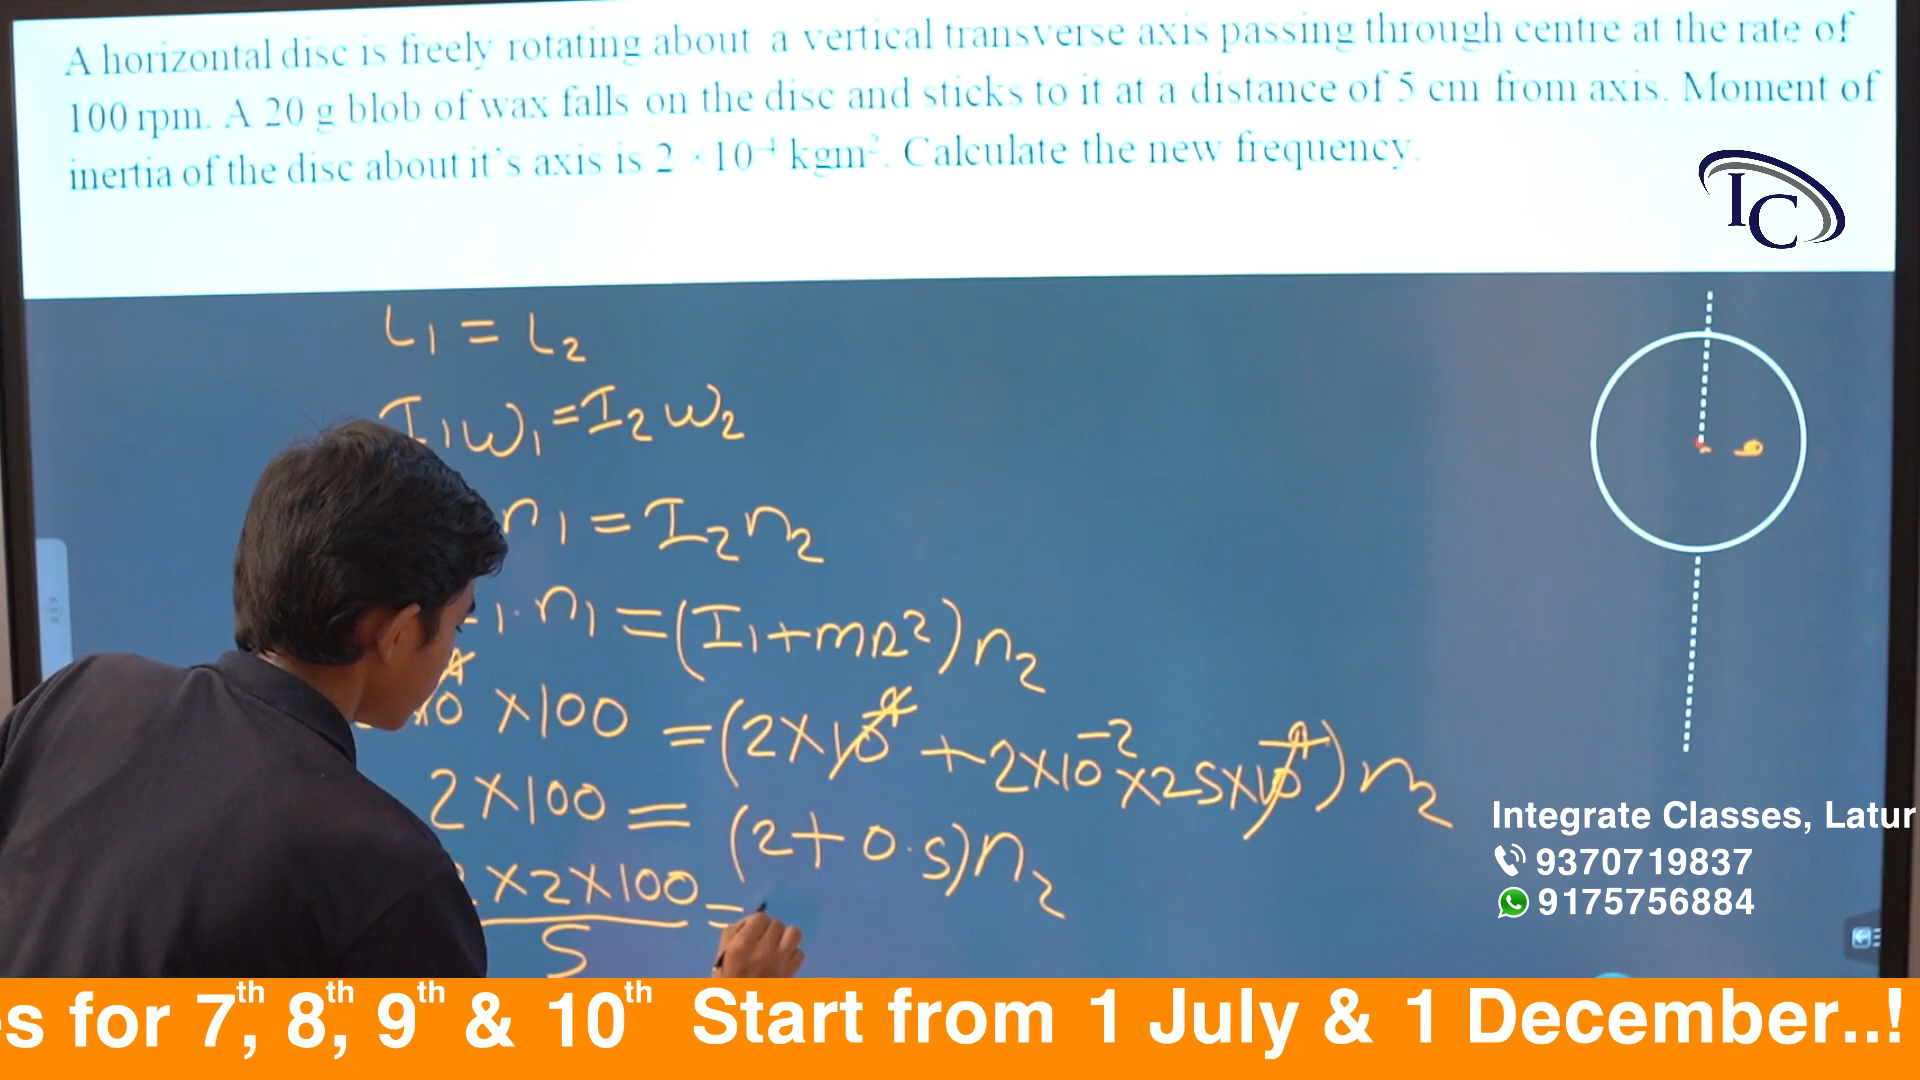 A horizontal disc is freely rotating about a vertical transverse axis passing through centre at the rate of
100 rpm. A 20 g blob of wax falls on the disc and sticks to it at a distance of 5 cm from axis. Moment of
inertia of the disc about it's axis is 2 ×10⁻⁴ kgm². Calculate the new frequency.
IC
L₁ = L₂
I₁ω₁ = I₂ω₂
n₁ = I₂n₂
₁.n₁ = (I₁+mR²)n₂
×100 = (2×10⁻⁴ + 2×10⁻²×25×10⁻⁴)n₂
2×100 = (2+0.5)n₂
×2×100 =
5
Integrate Classes, Latur
9370719837
9175756884
s for 7th, 8th, 9th & 10th Start from 1 July & 1 December..!